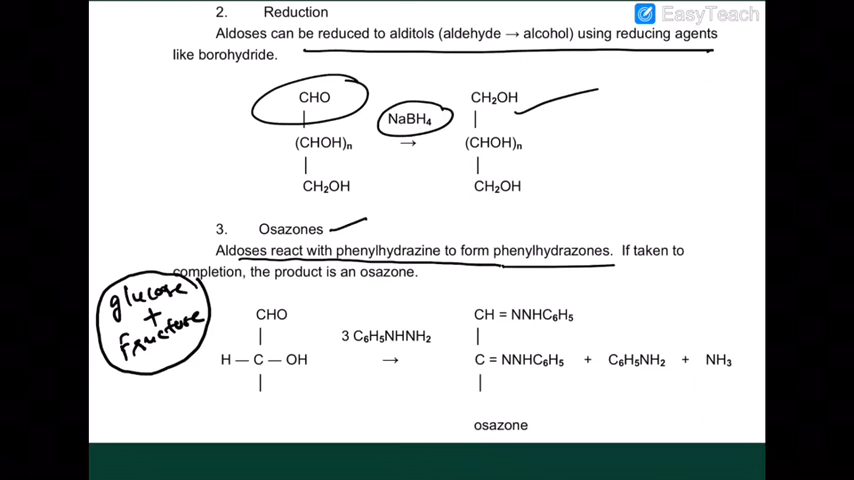 EasyTeach
2. Reduction
Aldoses can be reduced to alditols (aldehyde → alcohol) using reducing agents
like borohydride.
CHO CH₂OH
| NaBH₄ |
(CHOH)ₙ → (CHOH)ₙ
| |
CH₂OH CH₂OH
3. Osazones
Aldoses react with phenylhydrazine to form phenylhydrazones. If taken to
completion, the product is an osazone.
glucose
+
fructose
CHO CH = NNHC₆H₅
| 3 C₆H₅NHNH₂ |
H — C — OH → C = NNHC₆H₅ + C₆H₅NH₂ + NH₃
| |
osazone